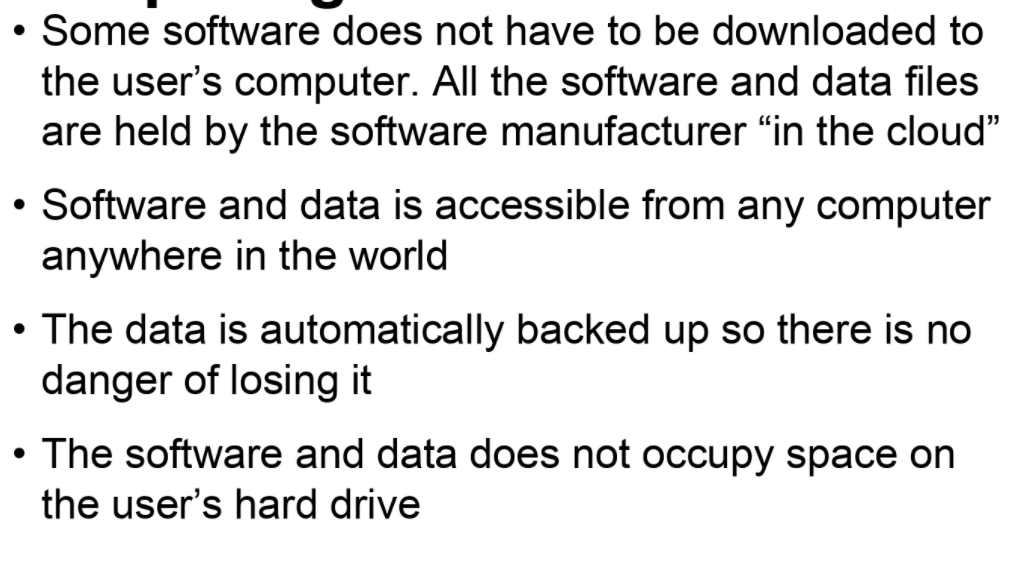 • Some software does not have to be downloaded to
the user’s computer. All the software and data files
are held by the software manufacturer “in the cloud”
• Software and data is accessible from any computer
anywhere in the world
• The data is automatically backed up so there is no
danger of losing it
• The software and data does not occupy space on
the user’s hard drive